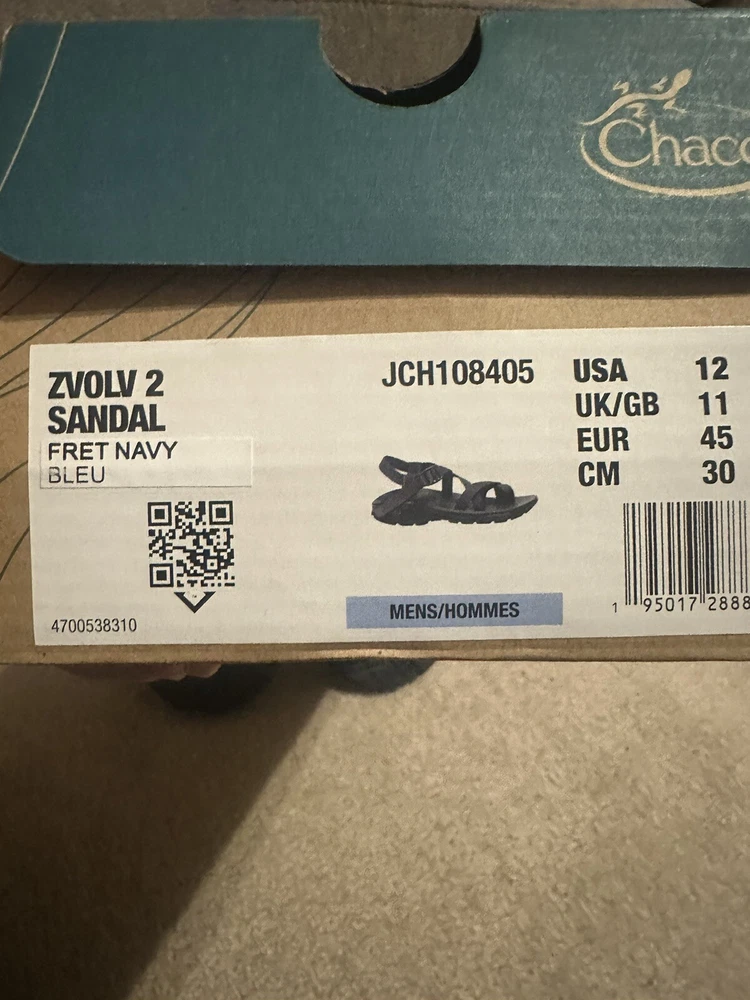 Chaco
ZVOLV 2
SANDAL
FRET NAVY
BLEU
4700538310
JCH108405
MENS/HOMMES
USA 12
UK/GB 11
EUR 45
CM 30
1 95017 2888